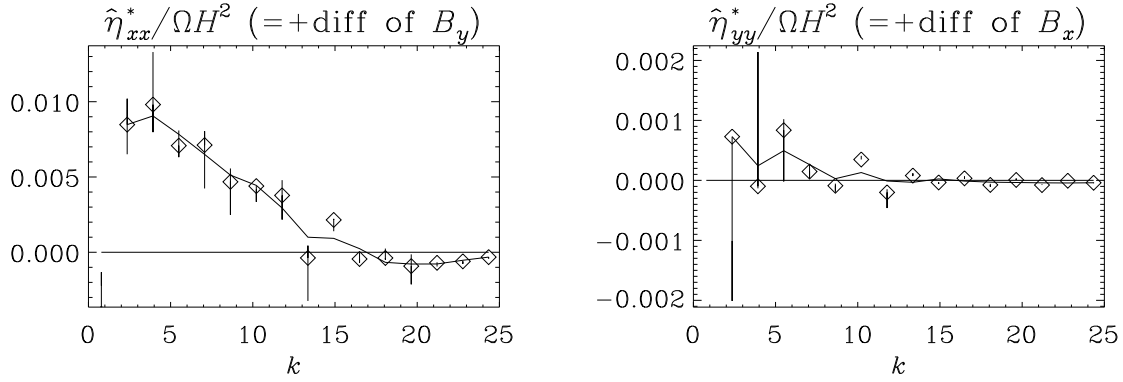 η̂*xx/ΩH² (=+diff of By)
0.010
0.005
0.000
0 5 10 15 20 25
k
η̂*yy/ΩH² (=+diff of Bx)
0.002
0.001
0.000
−0.001
−0.002
0 5 10 15 20 25
k